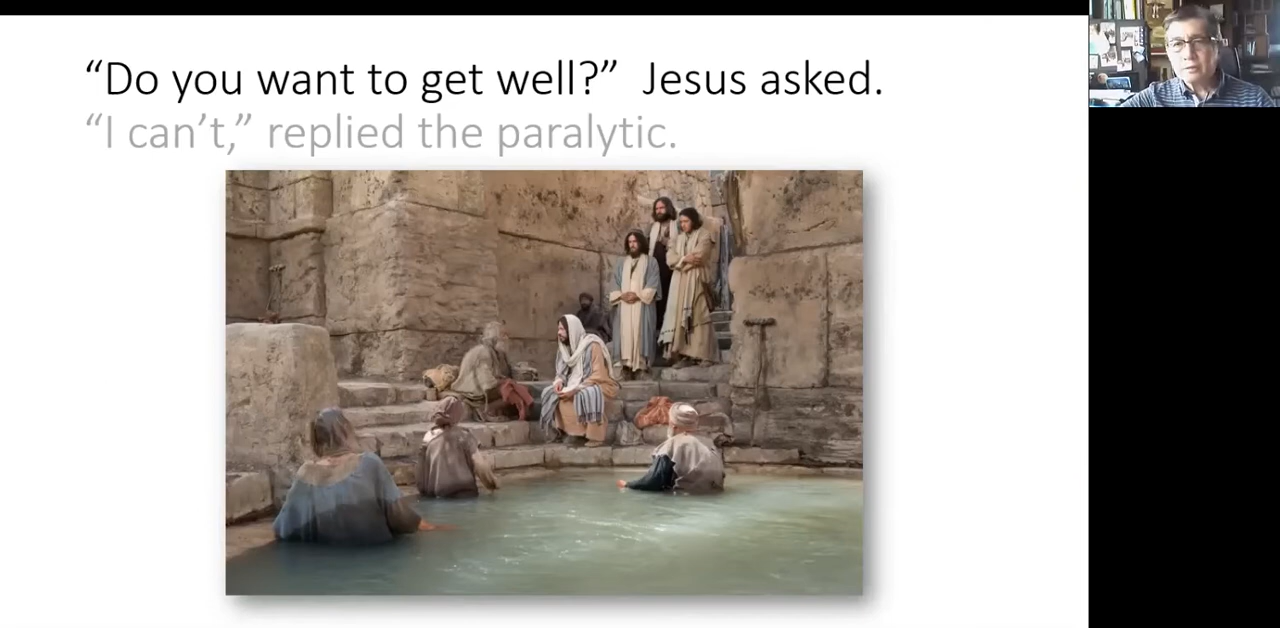 “Do you want to get well?”  Jesus asked.
“I can’t,” replied the paralytic.